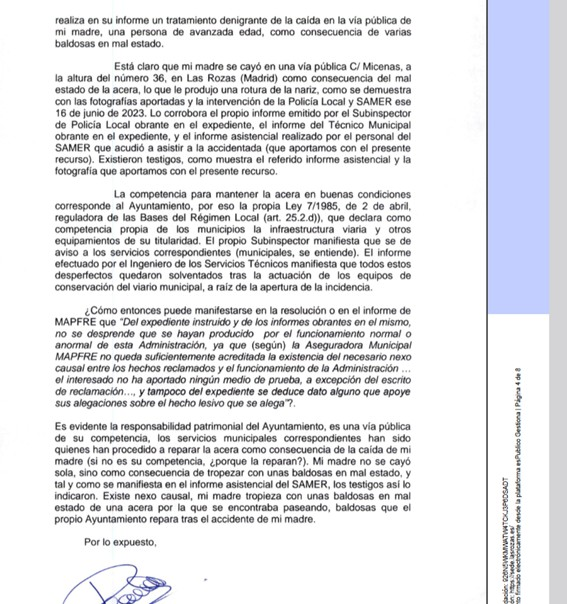 realiza en su informe un tratamiento denigrante de la caída en la vía pública de
mi madre, una persona de avanzada edad, como consecuencia de varias
baldosas en mal estado.
Está claro que mi madre se cayó en una vía pública C/ Micenas, a
la altura del número 36, en Las Rozas (Madrid) como consecuencia del mal
estado de la acera, lo que le produjo una rotura de la nariz, como se demuestra
con las fotografías aportadas y la intervención de la Policía Local y SAMER ese
16 de junio de 2023. Lo corrobora el propio informe emitido por el Subinspector
de Policía Local obrante en el expediente, el informe del Técnico Municipal
obrante en el expediente, y el informe asistencial realizado por el personal del
SAMER que acudió a asistir a la accidentada (que aportamos con el presente
recurso). Existieron testigos, como muestra el referido informe asistencial y la
fotografía que aportamos con el presente recurso.
La competencia para mantener la acera en buenas condiciones
corresponde al Ayuntamiento, por eso la propia Ley 7/1985, de 2 de abril,
reguladora de las Bases del Régimen Local (art. 25.2.d)), que declara como
competencia propia de los municipios la infraestructura viaria y otros
equipamientos de su titularidad. El propio Subinspector manifiesta que se de
aviso a los servicios correspondientes (municipales, se entiende). El informe
efectuado por el Ingeniero de los Servicios Técnicos manifiesta que todos estos
desperfectos quedaron solventados tras la actuación de los equipos de
conservación del viario municipal, a raíz de la apertura de la incidencia.
¿Cómo entonces puede manifestarse en la resolución o en el informe de
MAPFRE que "Del expediente instruido y de los informes obrantes en el mismo,
no se desprende que se hayan producido por el funcionamiento normal o
anormal de esta Administración, ya que (según) la Aseguradora Municipal
MAPFRE no queda suficientemente acreditada la existencia del necesario nexo
causal entre los hechos reclamados y el funcionamiento de la Administración ...
el interesado no ha aportado ningún medio de prueba, a excepción del escrito
de reclamación..., y tampoco del expediente se deduce dato alguno que apoye
sus alegaciones sobre el hecho lesivo que se alega"?.
Es evidente la responsabilidad patrimonial del Ayuntamiento, es una vía pública
de su competencia, los servicios municipales correspondientes han sido
quienes han procedido a reparar la acera como consecuencia de la caída de mi
madre (si no es su competencia, ¿porque la reparan?). Mi madre no se cayó
sola, sino como consecuencia de tropezar con unas baldosas en mal estado, y
tal y como se manifiesta en el informe asistencial del SAMER, los testigos así lo
indicaron. Existe nexo causal, mi madre tropieza con unas baldosas en mal
estado de una acera por la que se encontraba paseando, baldosas que el
propio Ayuntamiento repara tras el accidente de mi madre.
Por lo expuesto,
https://sede.lasrozas.es/
firmado electrónicamente desde la plataforma esPublico Gestiona | Página 4 de 8